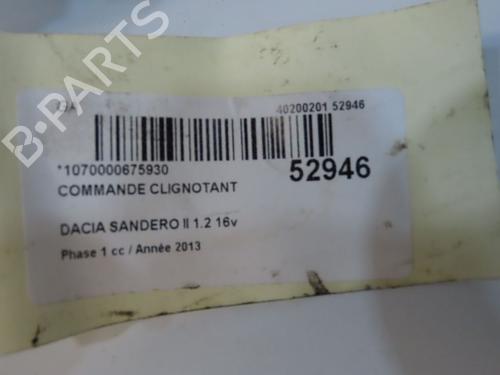 B-PARTS
40200201 52946
*1070000675930
52946
COMMANDE CLIGNOTANT
DACIA SANDERO II 1.2 16v
Phase 1 cc / Année 2013